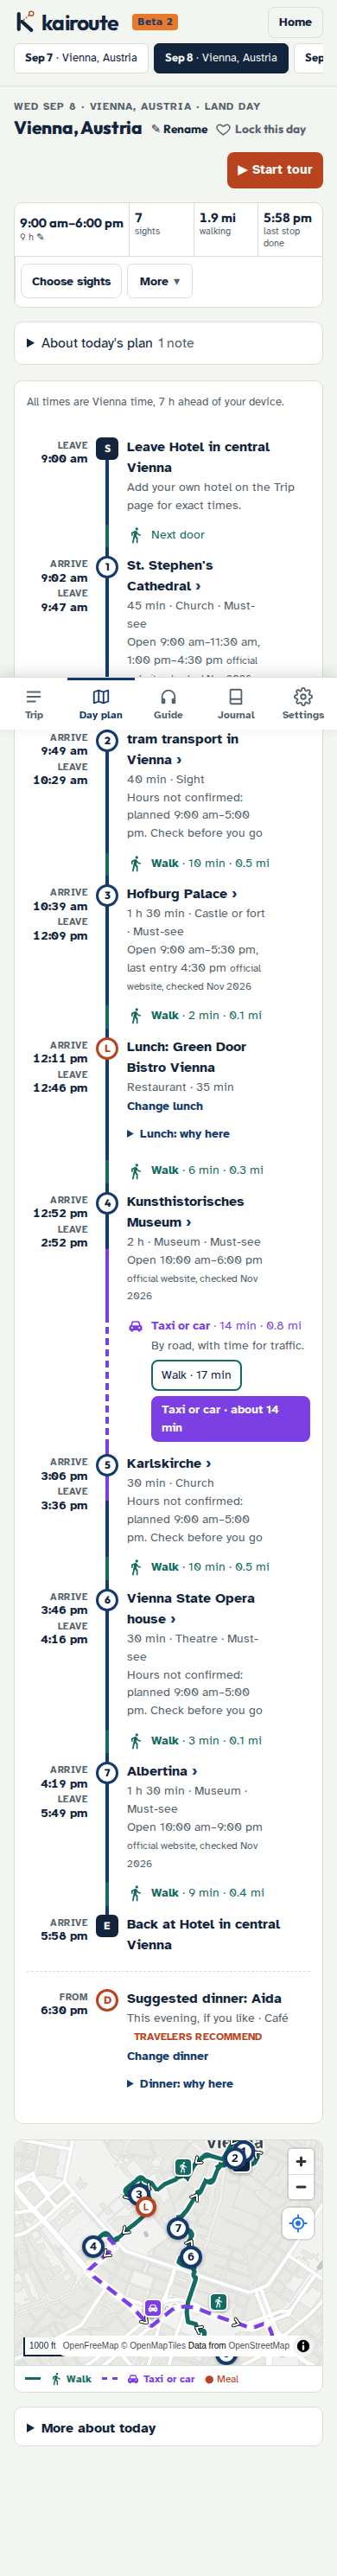 kairoute
Beta 2
Home
Sep 7 · Vienna, Austria
Sep 8 · Vienna, Austria
Sep
WED SEP 8 · VIENNA, AUSTRIA · LAND DAY
Vienna, Austria
✎ Rename
Lock this day
▶ Start tour
9:00 am–6:00 pm
9 h ✎
7
sights
1.9 mi
walking
5:58 pm
last stop
done
Choose sights
More ▾
▶ About today's plan 1 note
All times are Vienna time, 7 h ahead of your device.
LEAVE
9:00 am
S
Leave Hotel in central
Vienna
Add your own hotel on the Trip
page for exact times.
Next door
ARRIVE
9:02 am
LEAVE
9:47 am
1
St. Stephen's
Cathedral ›
45 min · Church · Must-
see
Open 9:00 am–11:30 am,
1:00 pm–4:30 pm official
Trip
Day plan
Guide
Journal
Settings
ARRIVE
9:49 am
LEAVE
10:29 am
2
tram transport in
Vienna ›
40 min · Sight
Hours not confirmed:
planned 9:00 am–5:00
pm. Check before you go
Walk · 10 min · 0.5 mi
ARRIVE
10:39 am
LEAVE
12:09 pm
3
Hofburg Palace ›
1 h 30 min · Castle or fort
· Must-see
Open 9:00 am–5:30 pm,
last entry 4:30 pm official
website, checked Nov 2026
Walk · 2 min · 0.1 mi
ARRIVE
12:11 pm
LEAVE
12:46 pm
L
Lunch: Green Door
Bistro Vienna
Restaurant · 35 min
Change lunch
▶ Lunch: why here
Walk · 6 min · 0.3 mi
ARRIVE
12:52 pm
LEAVE
2:52 pm
4
Kunsthistorisches
Museum ›
2 h · Museum · Must-see
Open 10:00 am–6:00 pm
official website, checked Nov
2026
Taxi or car · 14 min · 0.8 mi
By road, with time for traffic.
Walk · 17 min
Taxi or car · about 14
min
ARRIVE
3:06 pm
LEAVE
3:36 pm
5
Karlskirche ›
30 min · Church
Hours not confirmed:
planned 9:00 am–5:00
pm. Check before you go
Walk · 10 min · 0.5 mi
ARRIVE
3:46 pm
LEAVE
4:16 pm
6
Vienna State Opera
house ›
30 min · Theatre · Must-
see
Hours not confirmed:
planned 9:00 am–5:00
pm. Check before you go
Walk · 3 min · 0.1 mi
ARRIVE
4:19 pm
LEAVE
5:49 pm
7
Albertina ›
1 h 30 min · Museum ·
Must-see
Open 10:00 am–9:00 pm
official website, checked Nov
2026
Walk · 9 min · 0.4 mi
ARRIVE
5:58 pm
E
Back at Hotel in central
Vienna
FROM
6:30 pm
D
Suggested dinner: Aida
This evening, if you like · Café
TRAVELERS RECOMMEND
Change dinner
▶ Dinner: why here
2
3
L
7
4
6
+
−
1000 ft
OpenFreeMap © OpenMapTiles Data from OpenStreetMap
Walk
Taxi or car
Meal
▶ More about today